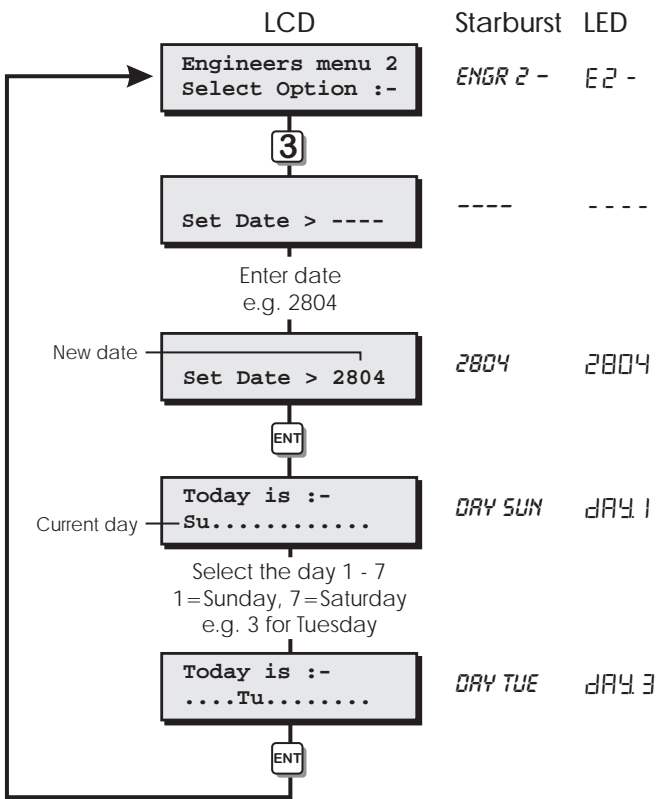 LCD Starburst LED
Engineers menu 2
Select Option :-
ENGR 2 - E2 -
3
Set Date > ----
---- ----
Enter date
e.g. 2804
New date
Set Date > 2804
2804 2804
ENT
Today is :-
Current day Su............
DAY SUN dAY.1
Select the day 1 - 7
1=Sunday, 7=Saturday
e.g. 3 for Tuesday
Today is :-
....Tu........
DAY TUE dAY.3
ENT